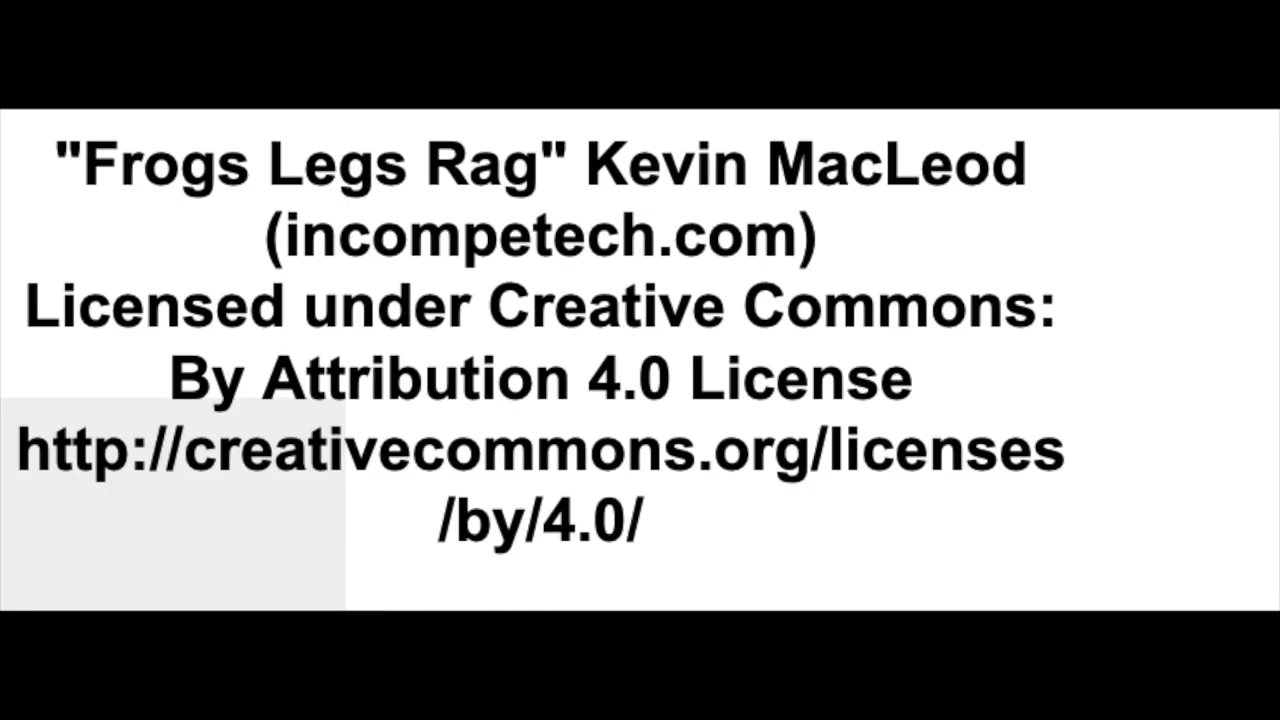 "Frogs Legs Rag" Kevin MacLeod
(incompetech.com)
Licensed under Creative Commons:
By Attribution 4.0 License
http://creativecommons.org/licenses
/by/4.0/